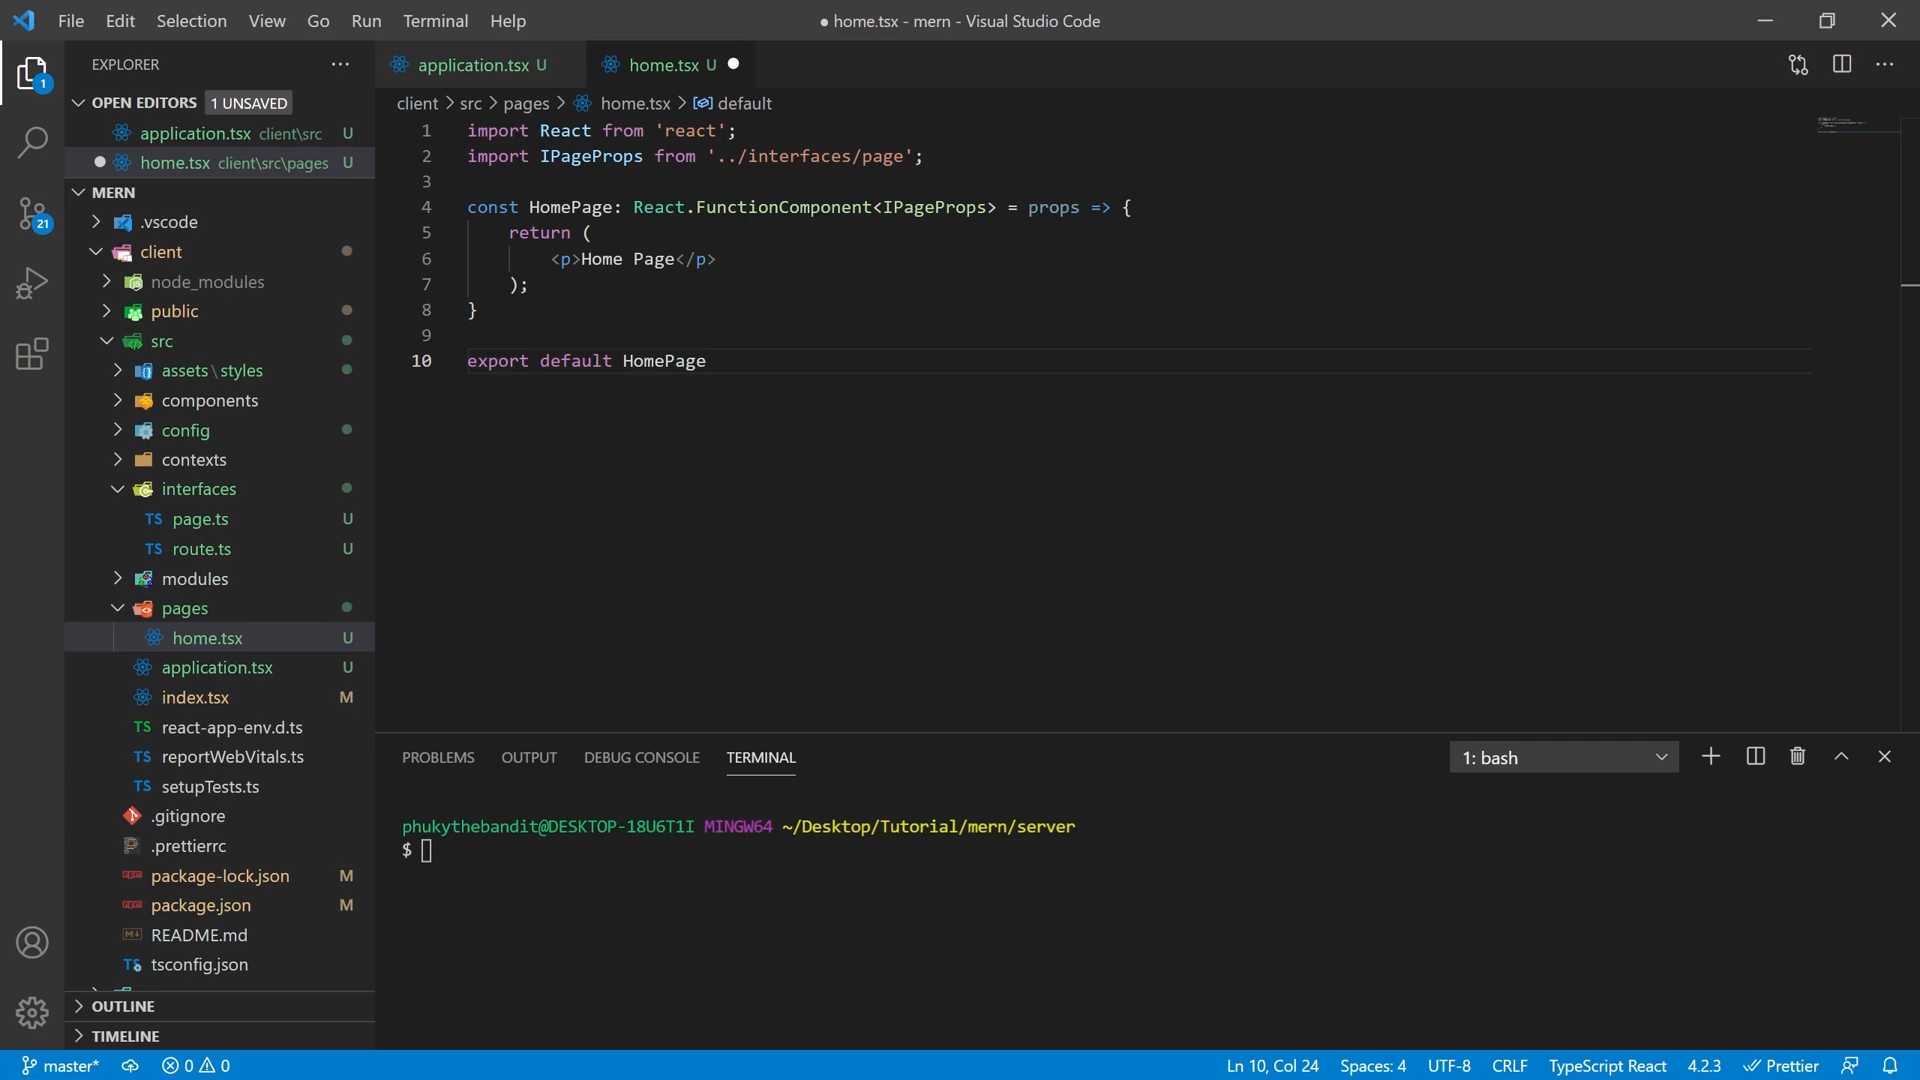 File Edit Selection View Go Run Terminal Help
● home.tsx - mern - Visual Studio Code
EXPLORER
1
OPEN EDITORS 1 UNSAVED
application.tsx client\src U
home.tsx client\src\pages U
MERN
21
.vscode
client
node_modules
public
src
assets\styles
components
config
contexts
interfaces
TS page.ts U
TS route.ts U
modules
pages
home.tsx U
application.tsx U
index.tsx M
TS react-app-env.d.ts
TS reportWebVitals.ts
TS setupTests.ts
.gitignore
.prettierrc
package-lock.json M
package.json M
README.md
TS tsconfig.json
OUTLINE
TIMELINE
application.tsx U
home.tsx U
client > src > pages > home.tsx > default
1 import React from 'react';
2 import IPageProps from '../interfaces/page';
3
4 const HomePage: React.FunctionComponent<IPageProps> = props => {
5 return (
6 <p>Home Page</p>
7 );
8 }
9
10 export default HomePage
PROBLEMS OUTPUT DEBUG CONSOLE TERMINAL
1: bash
phukythebandit@DESKTOP-18U6T1I MINGW64 ~/Desktop/Tutorial/mern/server
$
master* 0 0
Ln 10, Col 24 Spaces: 4 UTF-8 CRLF TypeScript React 4.2.3 Prettier